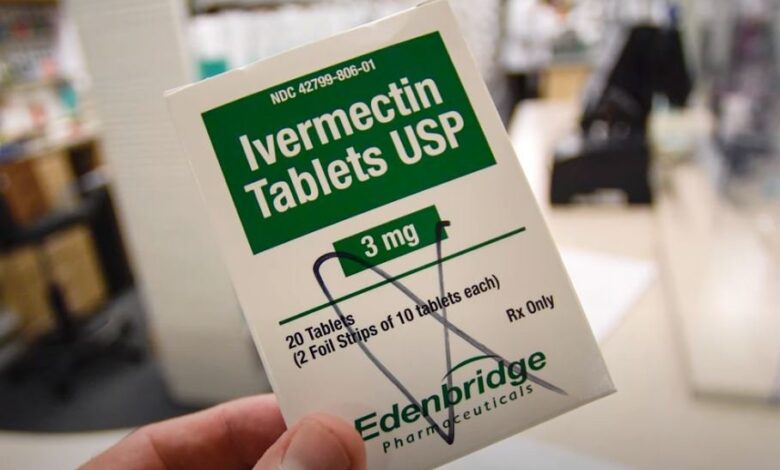 NDC 42799-806-01
Ivermectin
Tablets USP
3 mg
20 Tablets
(2 Foil Strips of 10 tablets each)
Rx Only
Edenbridge
Pharmaceuticals